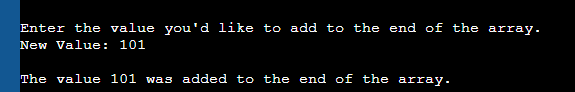 Enter the value you'd like to add to the end of the array.
New Value: 101
The value 101 was added to the end of the array.